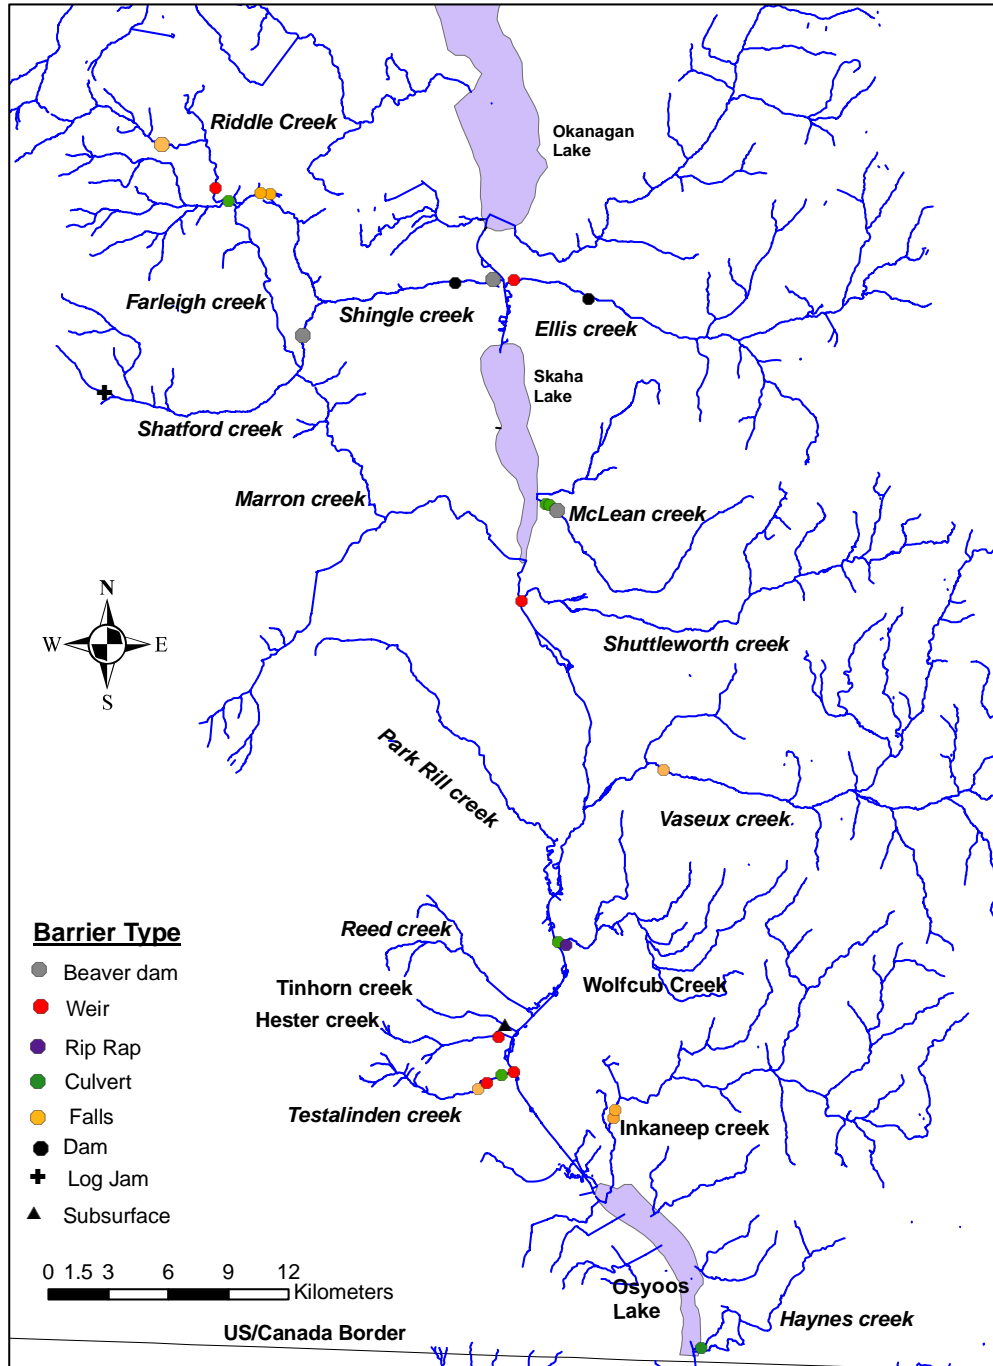 Riddle Creek
Okanagan
Lake
Farleigh creek
Shingle creek
Ellis creek
Skaha
Lake
Shatford creek
Marron creek
McLean creek
N
W
E
S
Shuttleworth creek
Park Rill creek
Vaseux creek
Reed creek
Tinhorn creek
Wolfcub Creek
Hester creek
Testalinden creek
Inkaneep creek
Barrier Type
Beaver dam
Weir
Rip Rap
Culvert
Falls
Dam
Log Jam
Subsurface
0 1.5 3 6 9 12
Kilometers
Osyoos
Lake
Haynes creek
US/Canada Border